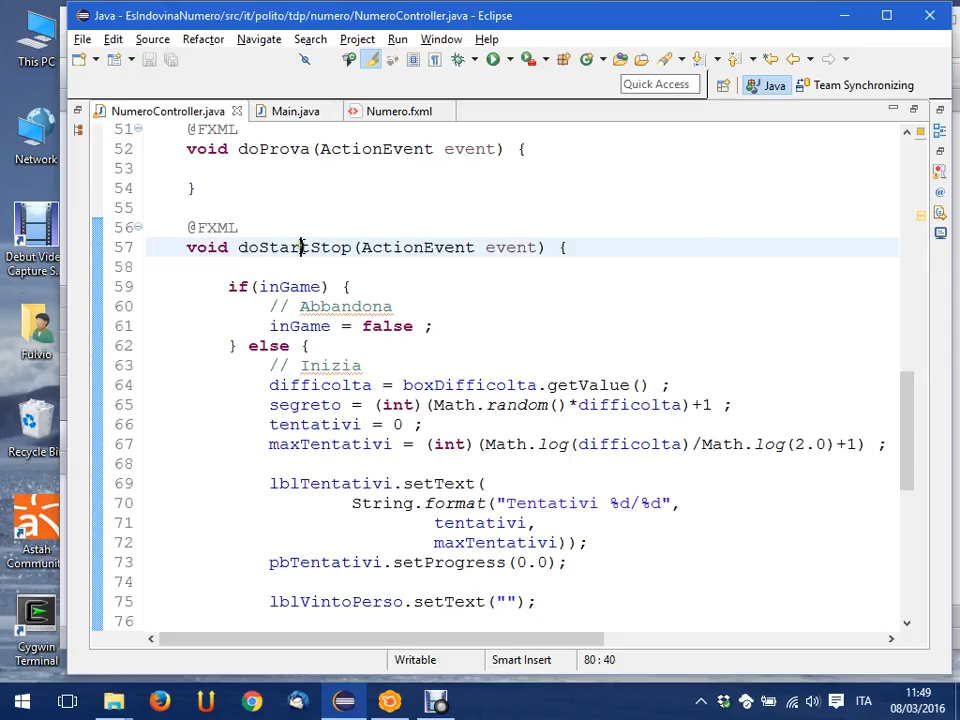 Java - EsIndovinaNumero/src/it/polito/tdp/numero/NumeroController.java - Eclipse
File Edit Source Refactor Navigate Search Project Run Window Help
Quick Access Java Team Synchronizing
NumeroController.java Main.java Numero.fxml
51 @FXML
52 void doProva(ActionEvent event) {
53
54 }
55
56 @FXML
57 void doStartStop(ActionEvent event) {
58
59 if(inGame) {
60 // Abbandona
61 inGame = false ;
62 } else {
63 // Inizia
64 difficolta = boxDifficolta.getValue() ;
65 segreto = (int)(Math.random()*difficolta)+1 ;
66 tentativi = 0 ;
67 maxTentativi = (int)(Math.log(difficolta)/Math.log(2.0)+1) ;
68
69 lblTentativi.setText(
70 String.format("Tentativi %d/%d",
71 tentativi,
72 maxTentativi));
73 pbTentativi.setProgress(0.0);
74
75 lblVintoPerso.setText("");
76
Writable Smart Insert 80 : 40
This PC
Network
Debut Video
Capture S...
Fulvio
Recycle Bi
Astah
Commun
Cygwin
Terminal
ITA
11:49
08/03/2016